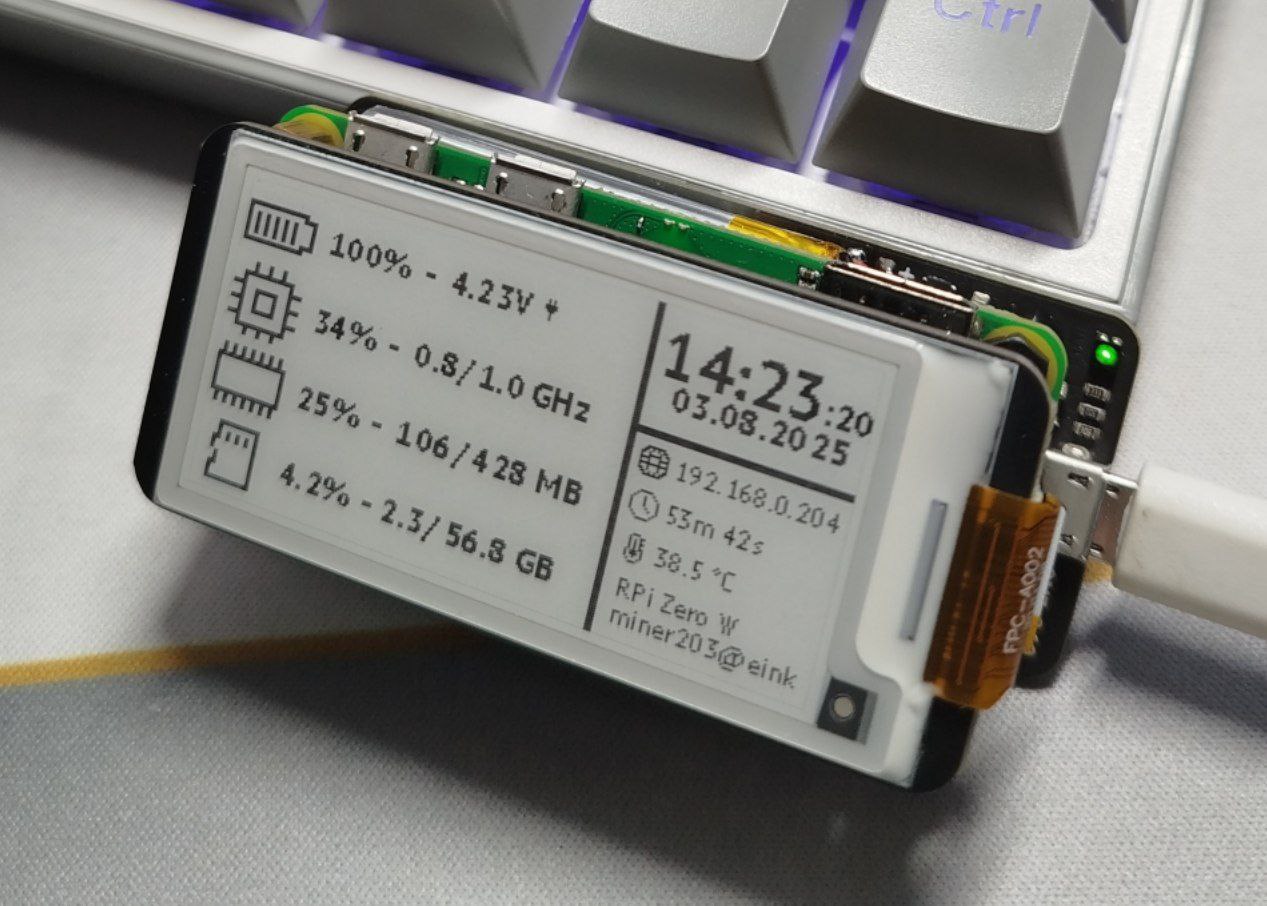 Ctrl
100% - 4.23V
34% - 0.8/1.0 GHz
25% - 106/428 MB
4.2% - 2.3/56.8 GB
14:23:20
03.08.2025
192.168.0.204
53m 42s
38.5 °C
RPi Zero W
miner203@eink
FPC-A002